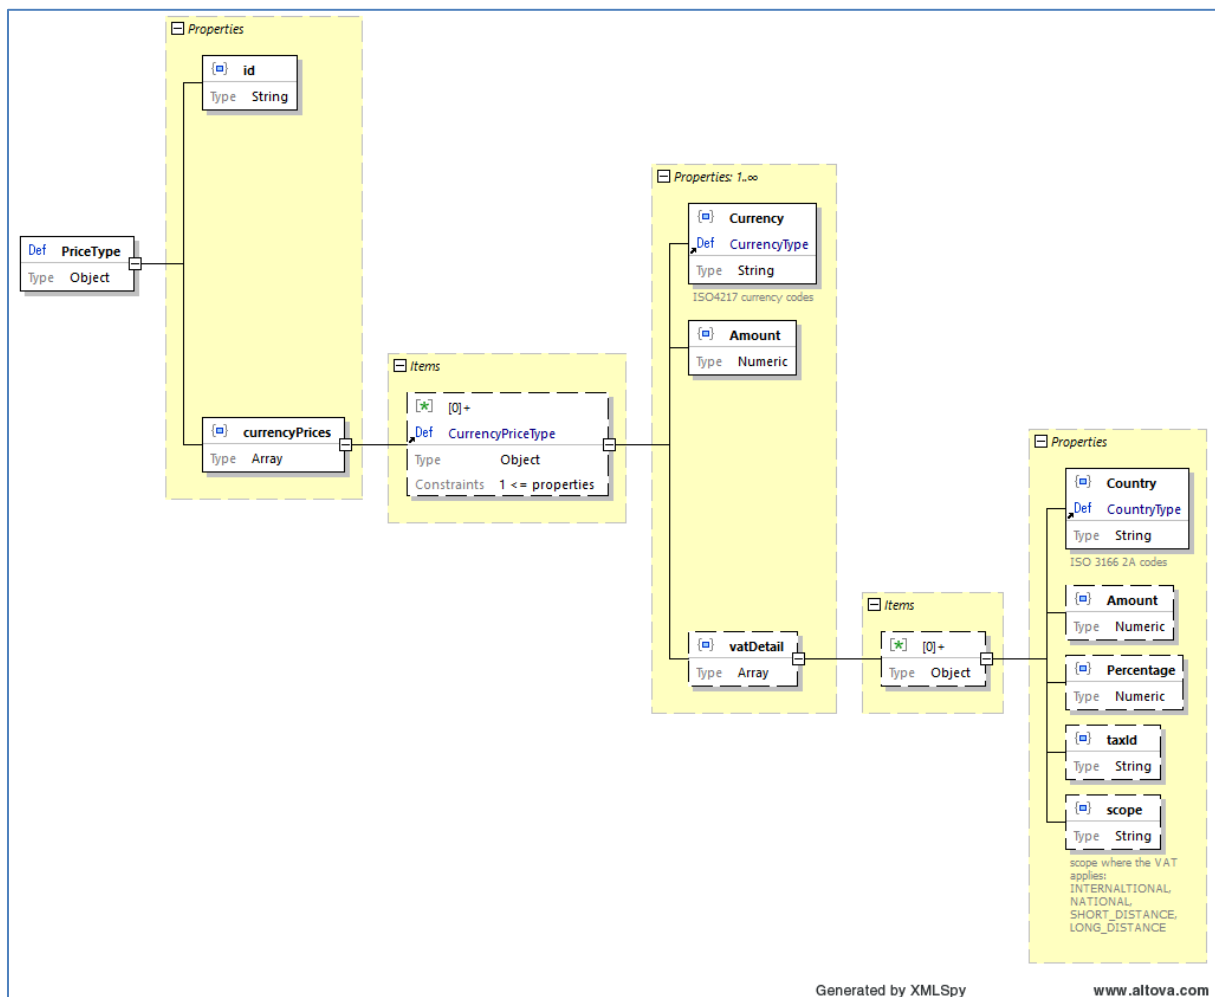 Properties
id
Type String
Def PriceType
Type Object
currencyPrices
Type Array
Items
[*] [0]+
Def CurrencyPriceType
Type Object
Constraints 1 <= properties
Properties: 1..∞
Currency
Def CurrencyType
Type String
ISO4217 currency codes
Amount
Type Numeric
vatDetail
Type Array
Items
[*] [0]+
Type Object
Properties
Country
Def CountryType
Type String
ISO 3166 2A codes
Amount
Type Numeric
Percentage
Type Numeric
taxId
Type String
scope
Type String
scope where the VAT
applies:
INTERNALTIONAL,
NATIONAL,
SHORT_DISTANCE,
LONG_DISTANCE
Generated by XMLSpy www.altova.com